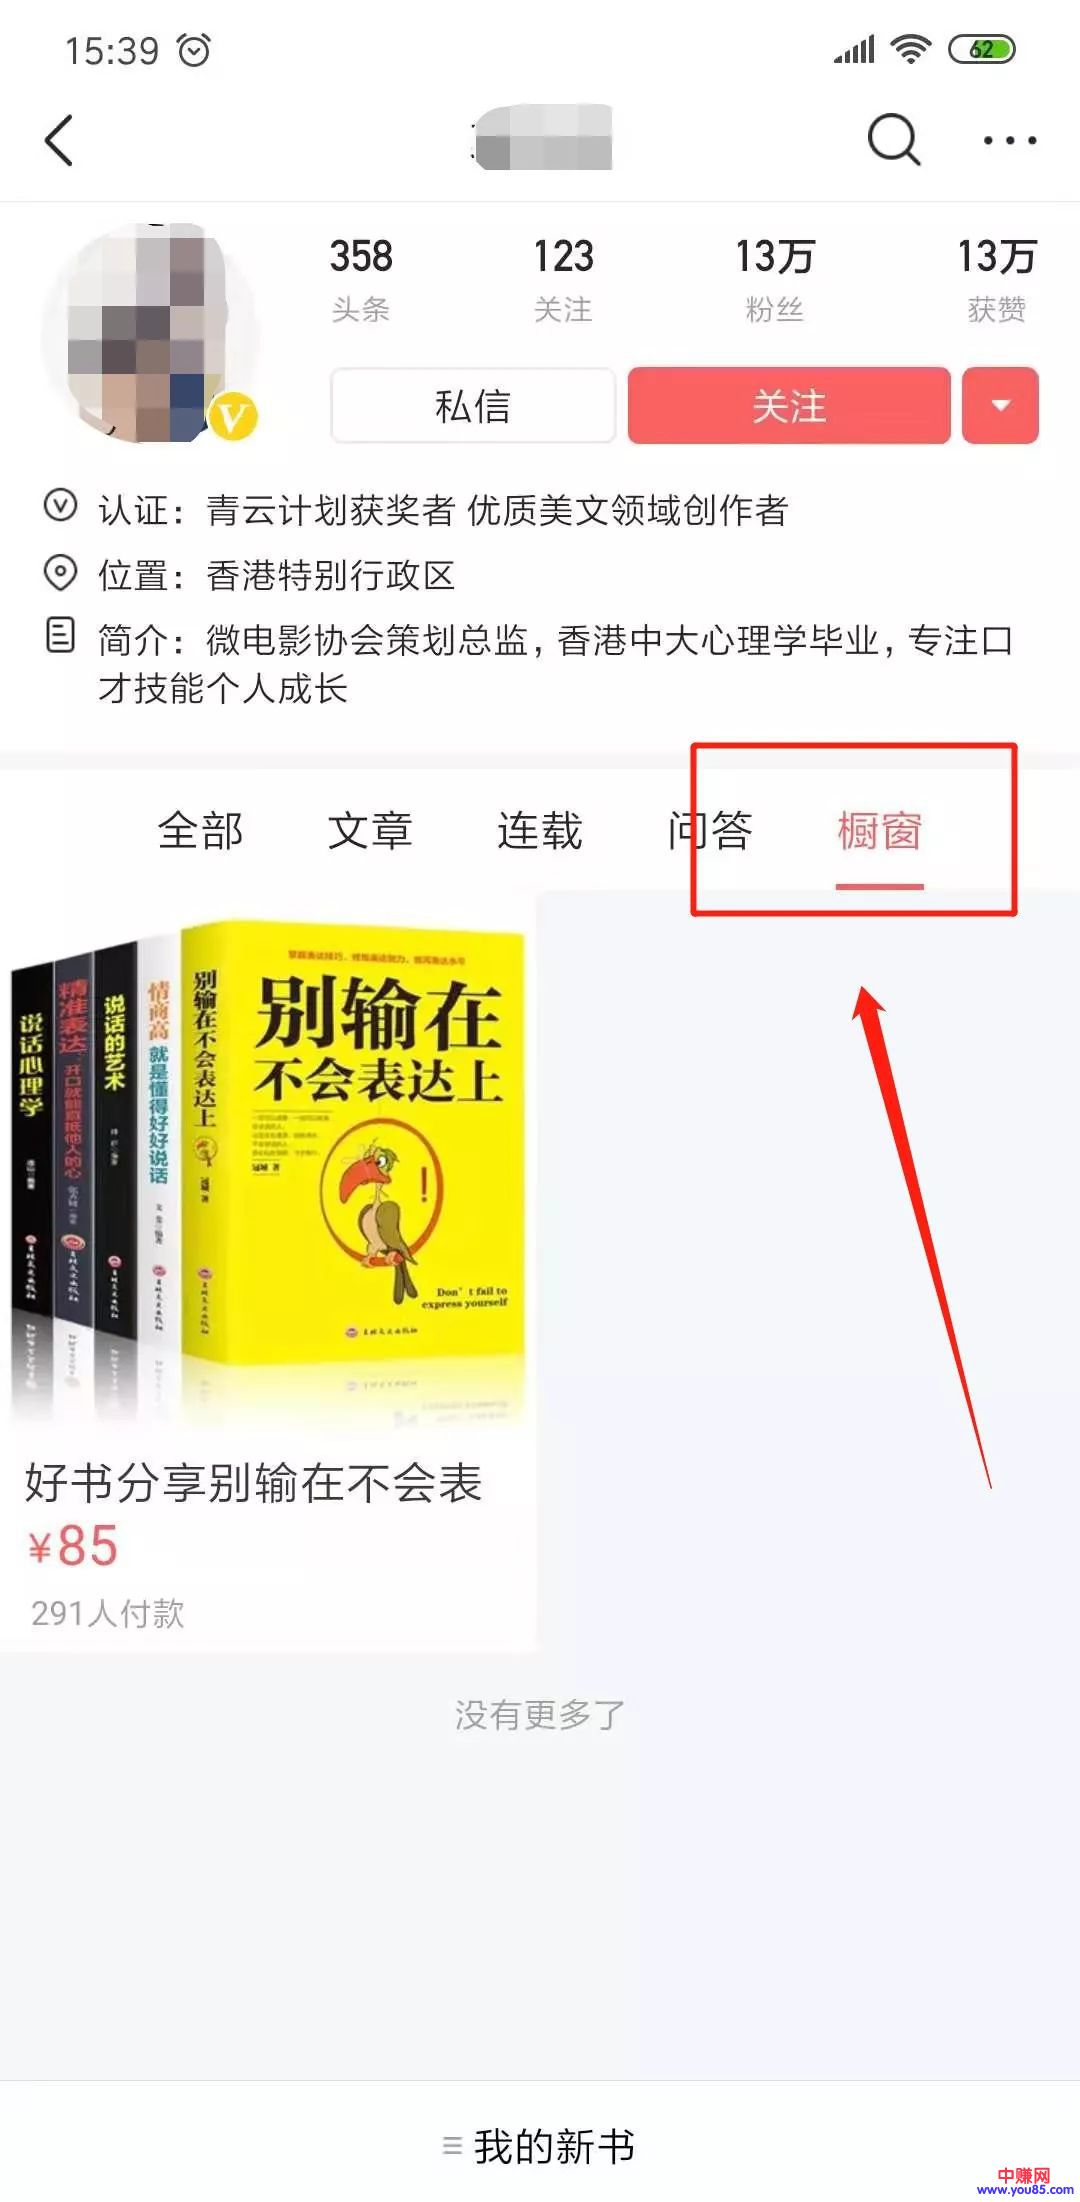 15:39
62
358
123
13万
13万
头条
关注
粉丝
获赞
私信
关注
认证：青云计划获奖者 优质美文领域创作者
位置：香港特别行政区
简介：微电影协会策划总监，香港中大心理学毕业，专注口
才技能个人成长
全部
文章
连载
问答
橱窗
说话心理学
精准表达：开口就能直抵他人的心
说话的艺术
情商高 就是懂得好好说话
别输在不会表达上
别输在
不会表达上
!
Don't fail to
express yourself
好书分享别输在不会表
¥85
291人付款
没有更多了
我的新书
中赚网
www.you85.com